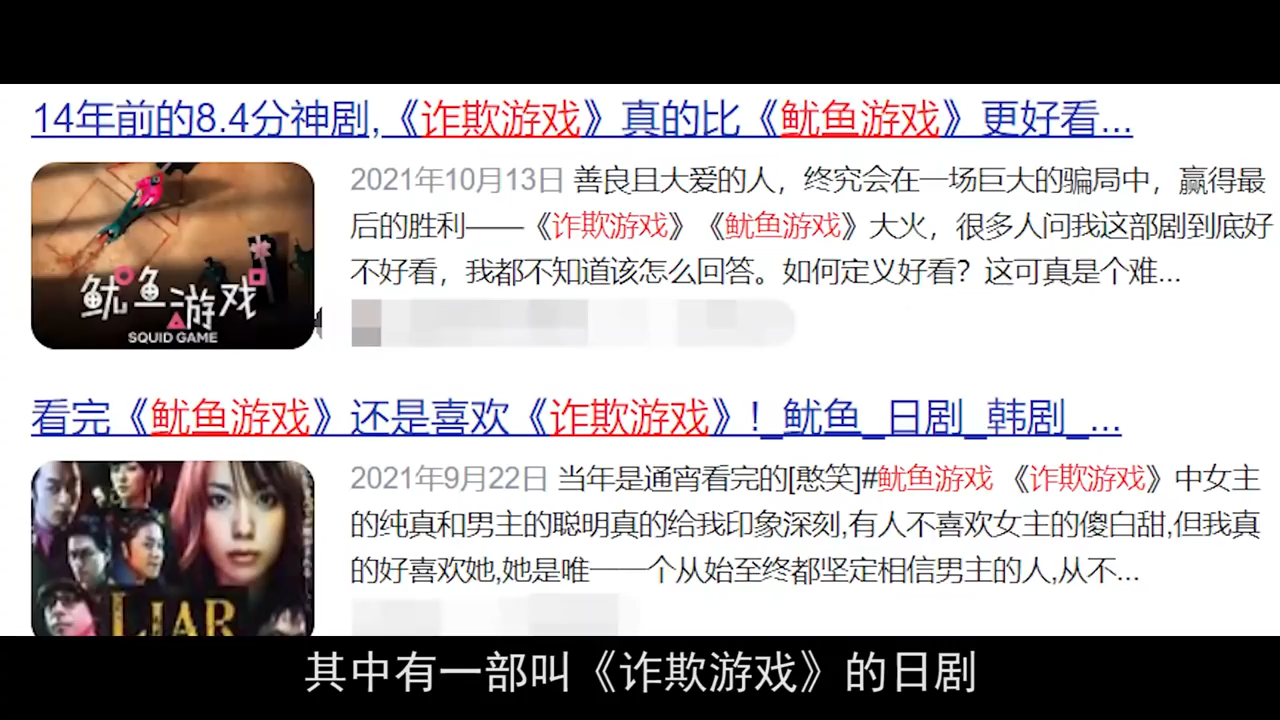 14年前的8.4分神剧,《诈欺游戏》真的比《鱿鱼游戏》更好看...
2021年10月13日 善良且大爱的人，终究会在一场巨大的骗局中，赢得最
后的胜利——《诈欺游戏》《鱿鱼游戏》大火，很多人问我这部剧到底好
不好看，我都不知道该怎么回答。如何定义好看？这可真是个难...
鱿鱼游戏
SQUID GAME
看完《鱿鱼游戏》还是喜欢《诈欺游戏》!_鱿鱼_日剧_韩剧_...
2021年9月22日 当年是通宵看完的[憨笑]#鱿鱼游戏 《诈欺游戏》中女主
的纯真和男主的聪明真的给我印象深刻,有人不喜欢女主的傻白甜,但我真
的好喜欢她,她是唯一一个从始至终都坚定相信男主的人,从不...
LIAR
其中有一部叫《诈欺游戏》的日剧